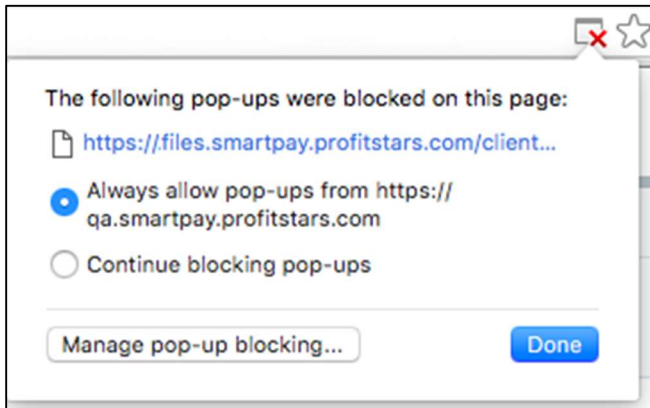 The following pop-ups were blocked on this page:
https://files.smartpay.profitstars.com/client...
Always allow pop-ups from https://
qa.smartpay.profitstars.com
Continue blocking pop-ups
Manage pop-up blocking...
Done